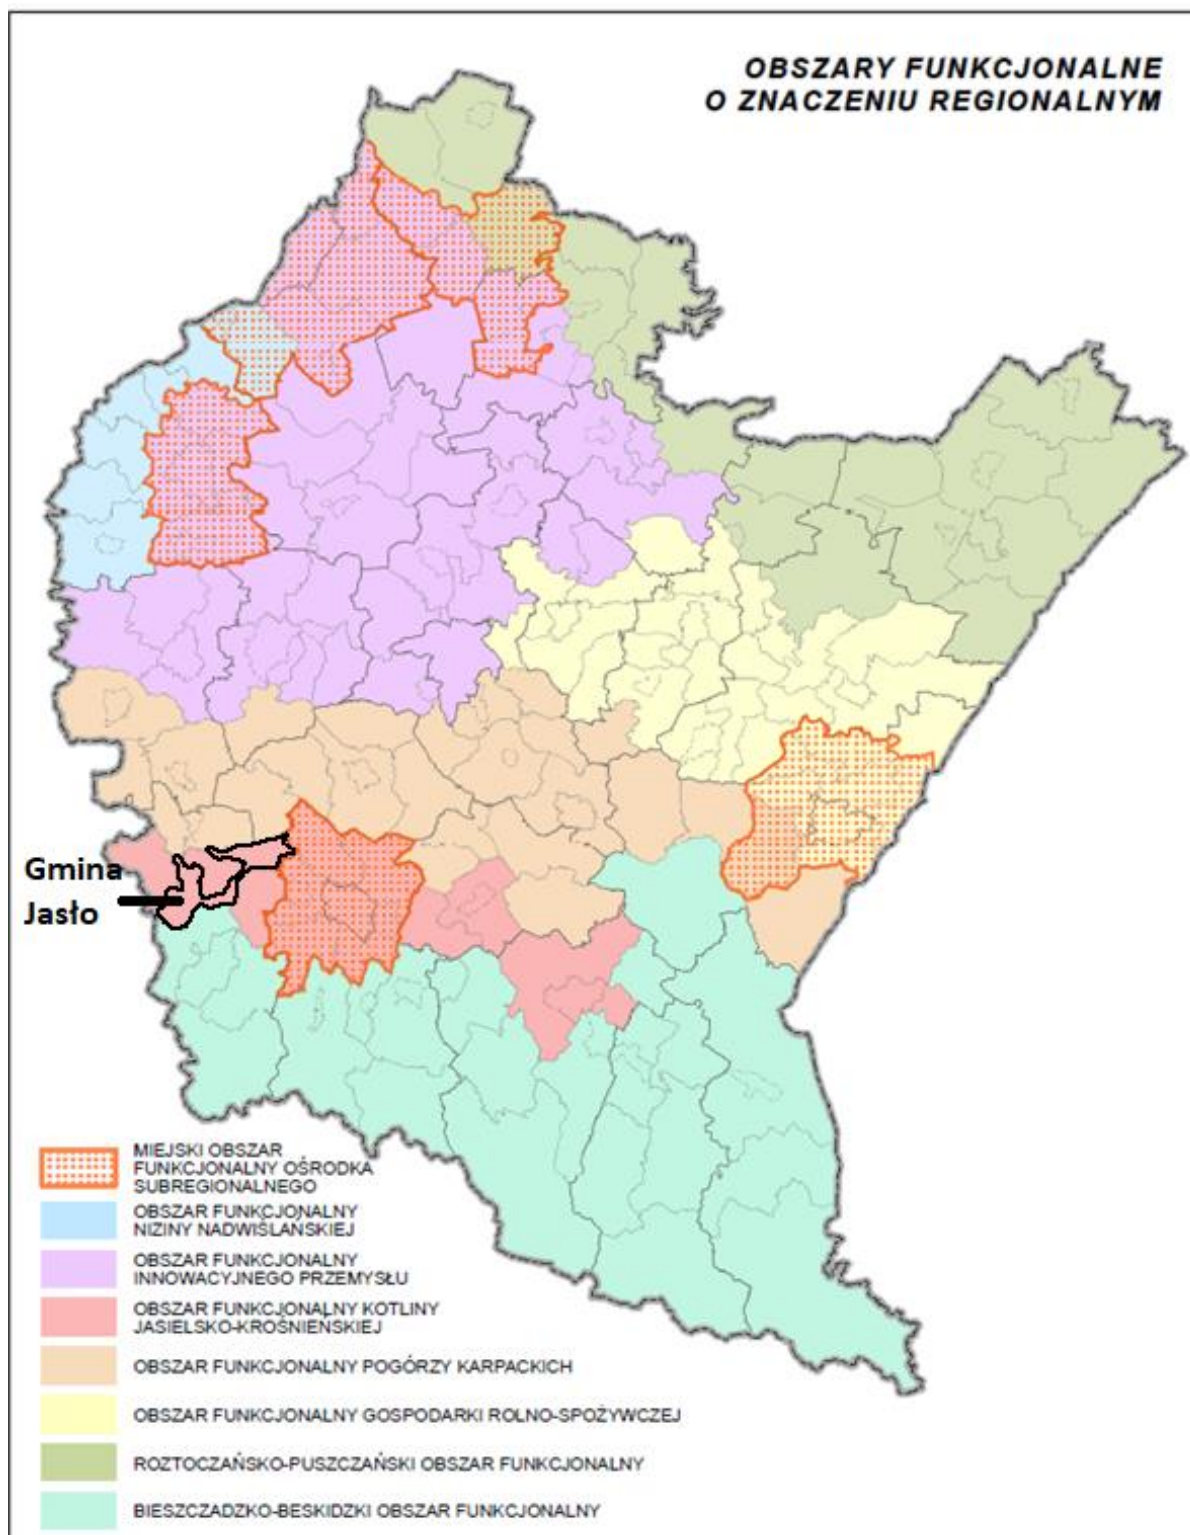 OBSZARY FUNKCJONALNE
O ZNACZENIU REGIONALNYM
Gmina
Jasło
MIEJSKI OBSZAR
FUNKCJONALNY OŚRODKA
SUBREGIONALNEGO
OBSZAR FUNKCJONALNY
NIZINY NADWIŚLAŃSKIEJ
OBSZAR FUNKCJONALNY
INNOWACYJNEGO PRZEMYSŁU
OBSZAR FUNKCJONALNY KOTLINY
JASIELSKO-KROŚNIEŃSKIEJ
OBSZAR FUNKCJONALNY POGÓRZY KARPACKICH
OBSZAR FUNKCJONALNY GOSPODARKI ROLNO-SPOŻYWCZEJ
ROZTOCZAŃSKO-PUSZCZAŃSKI OBSZAR FUNKCJONALNY
BIESZCZADZKO-BESKIDZKI OBSZAR FUNKCJONALNY